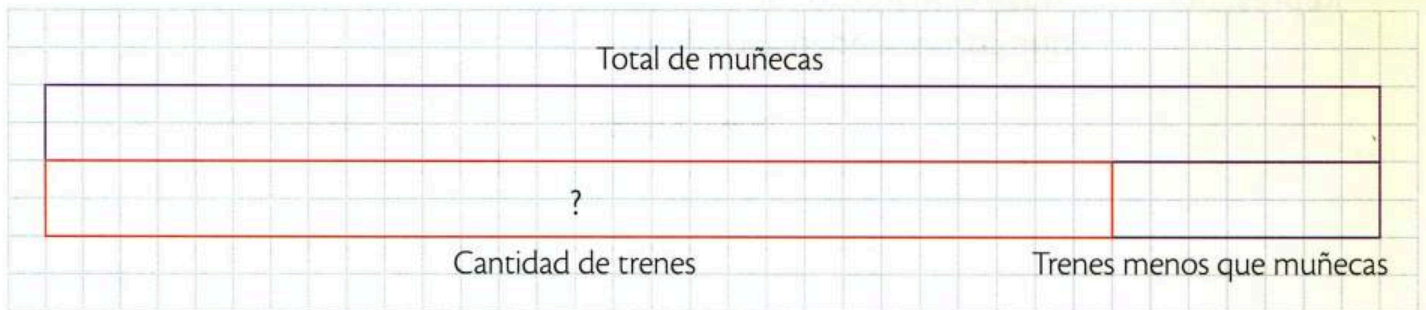 Total de muñecas
?
Cantidad de trenes
Trenes menos que muñecas